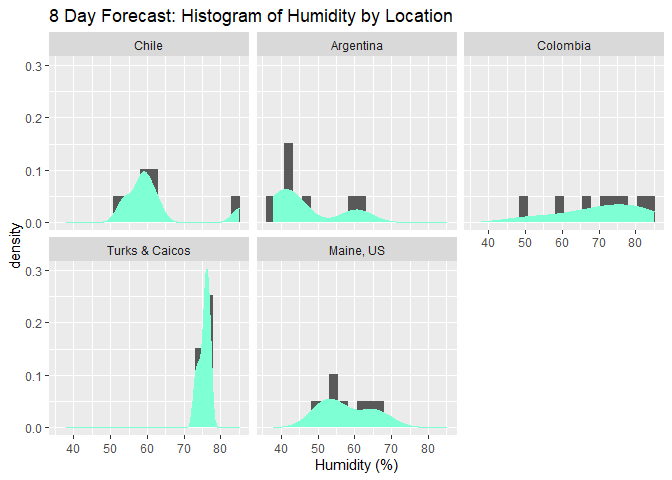 8 Day Forecast: Histogram of Humidity by Location
Chile Argentina Colombia
0.3
0.2
0.1
0.0
40 50 60 70 80
density
Turks & Caicos Maine, US
0.3
0.2
0.1
0.0
40 50 60 70 80 40 50 60 70 80
Humidity (%)